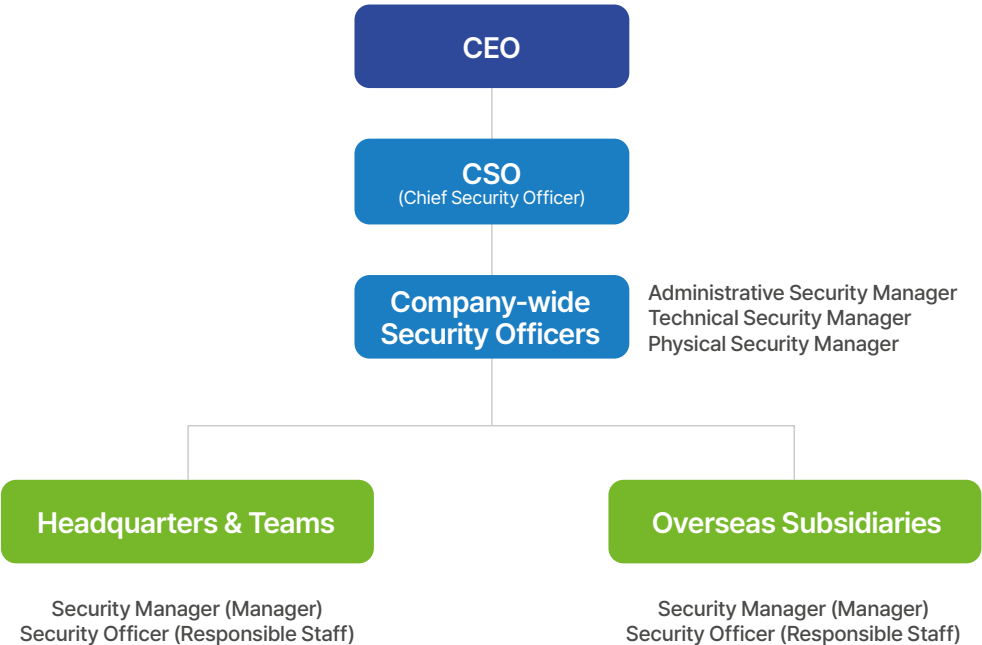 CEO
CSO
(Chief Security Officer)
Company-wide
Security Officers
Administrative Security Manager
Technical Security Manager
Physical Security Manager
Headquarters & Teams
Overseas Subsidiaries
Security Manager (Manager)
Security Officer (Responsible Staff)
Security Manager (Manager)
Security Officer (Responsible Staff)